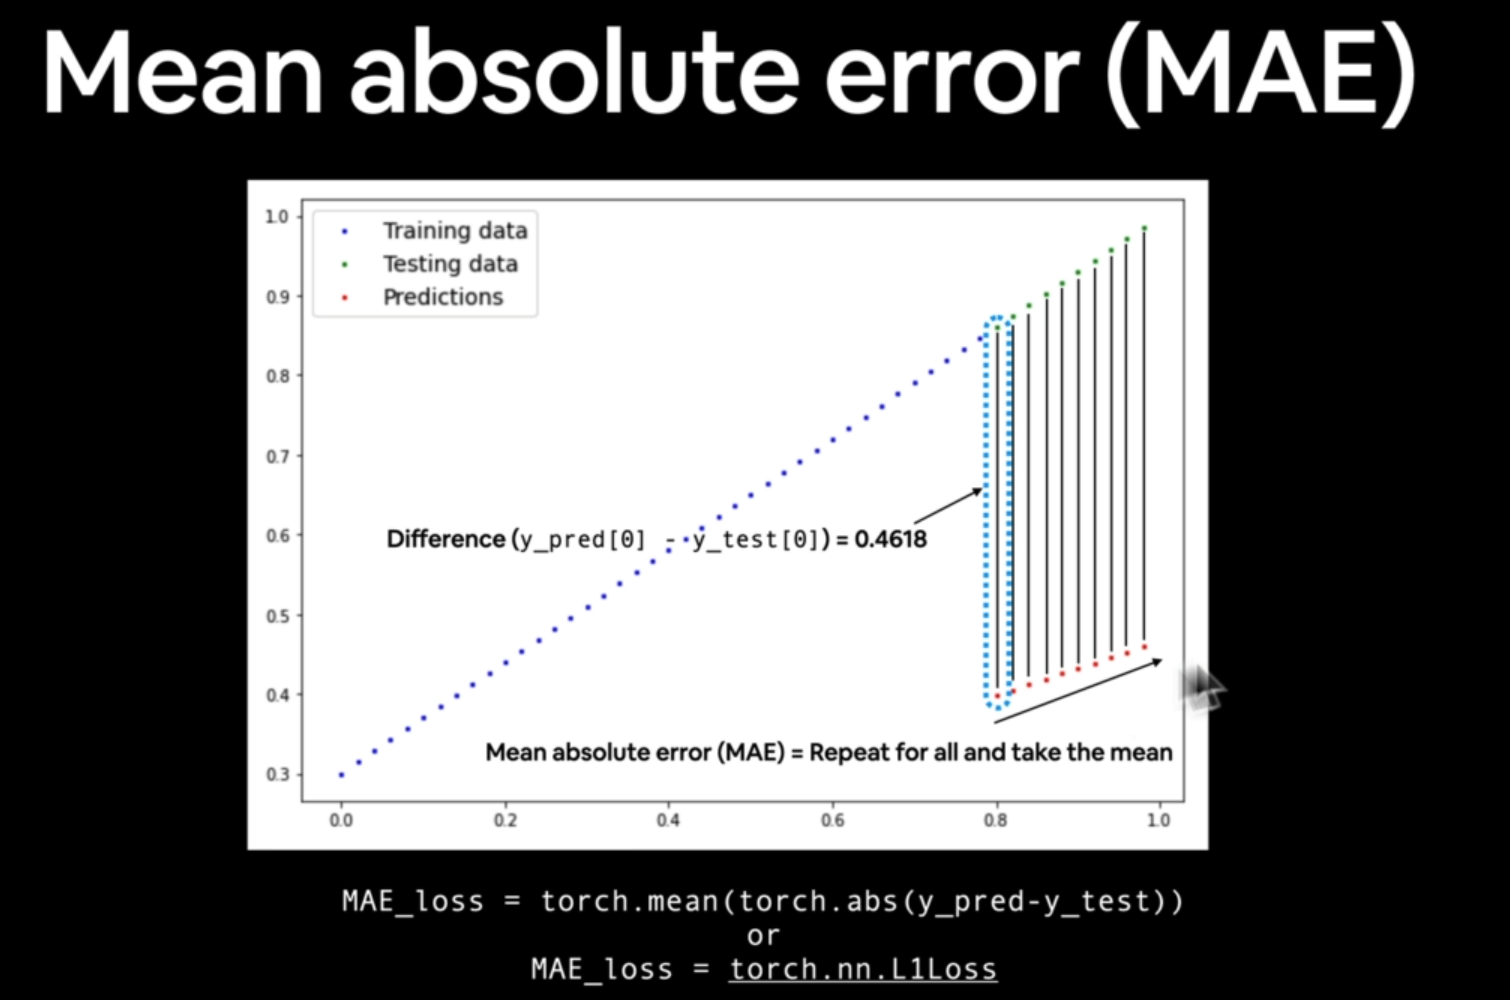 Mean absolute error (MAE)
1.0
0.9
0.8
0.7
0.6
0.5
0.4
0.3
Training data
Testing data
Predictions
Difference (y_pred[0] - y_test[0]) = 0.4618
Mean absolute error (MAE) = Repeat for all and take the mean
0.0 0.2 0.4 0.6 0.8 1.0
MAE_loss = torch.mean(torch.abs(y_pred-y_test))
or
MAE_loss = torch.nn.L1Loss